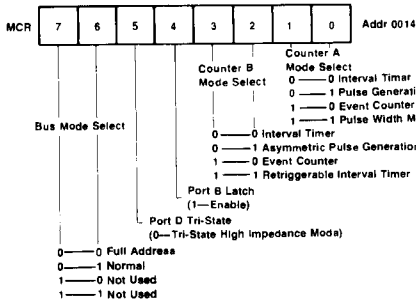 MCR 7 6 5 4 3 2 1 0 Addr 0014
Counter A
Mode Select
0 0 Interval Timar
0 1 Pulse
1 0 Event Counter
1 1 Pulse Width
Counter B
Mode Select
0 0 Interval Timer
0 1 Asymmetric Pulse Generation
1 0 Event Counter
1 1 Retriggerable Interval Timer
Bus Mode Select
Port B Latch
(1—Enable)
Port D Tri-State
(0—Tri-State High Impedance Moda)
0 0 Full Address
0 1 Normal
1 0 Not Used
1 1 Not Used